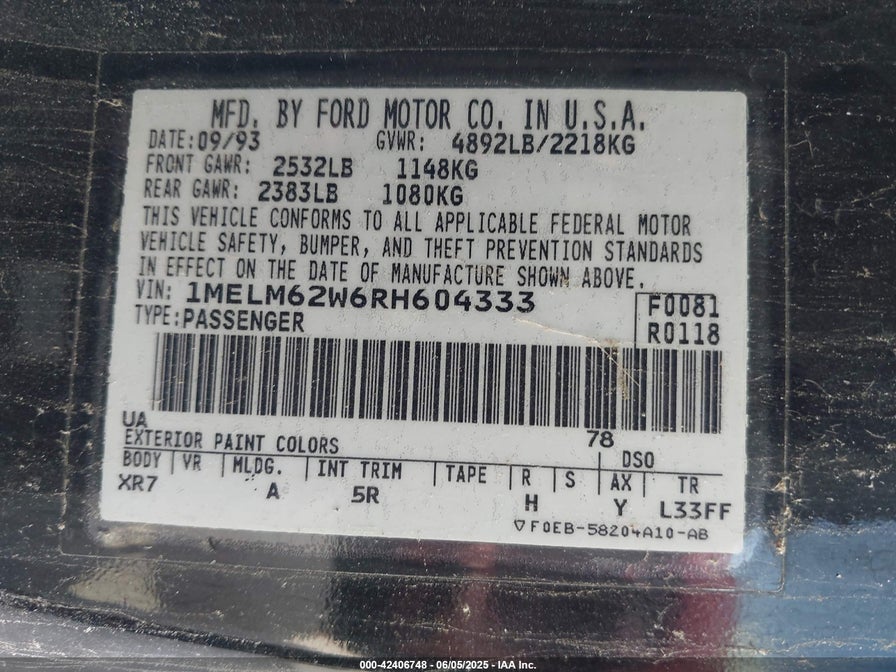 MFD. BY FORD MOTOR CO. IN U.S.A.
DATE: 09/93 GVWR: 4892LB/2218KG
FRONT GAWR: 2532LB 1148KG
REAR GAWR: 2383LB 1080KG
THIS VEHICLE CONFORMS TO ALL APPLICABLE FEDERAL MOTOR
VEHICLE SAFETY, BUMPER, AND THEFT PREVENTION STANDARDS
IN EFFECT ON THE DATE OF MANUFACTURE SHOWN ABOVE.
VIN: 1MELM62W6RH604333 F0081
TYPE: PASSENGER R0118
UA 78
EXTERIOR PAINT COLORS DSO
BODY VR MLDG. INT TRIM TAPE R S AX TR
XR7 A 5R H Y L33FF
▽F0EB-58204A10-AB
000-42406748 - 06/05/2025 - IAA Inc.